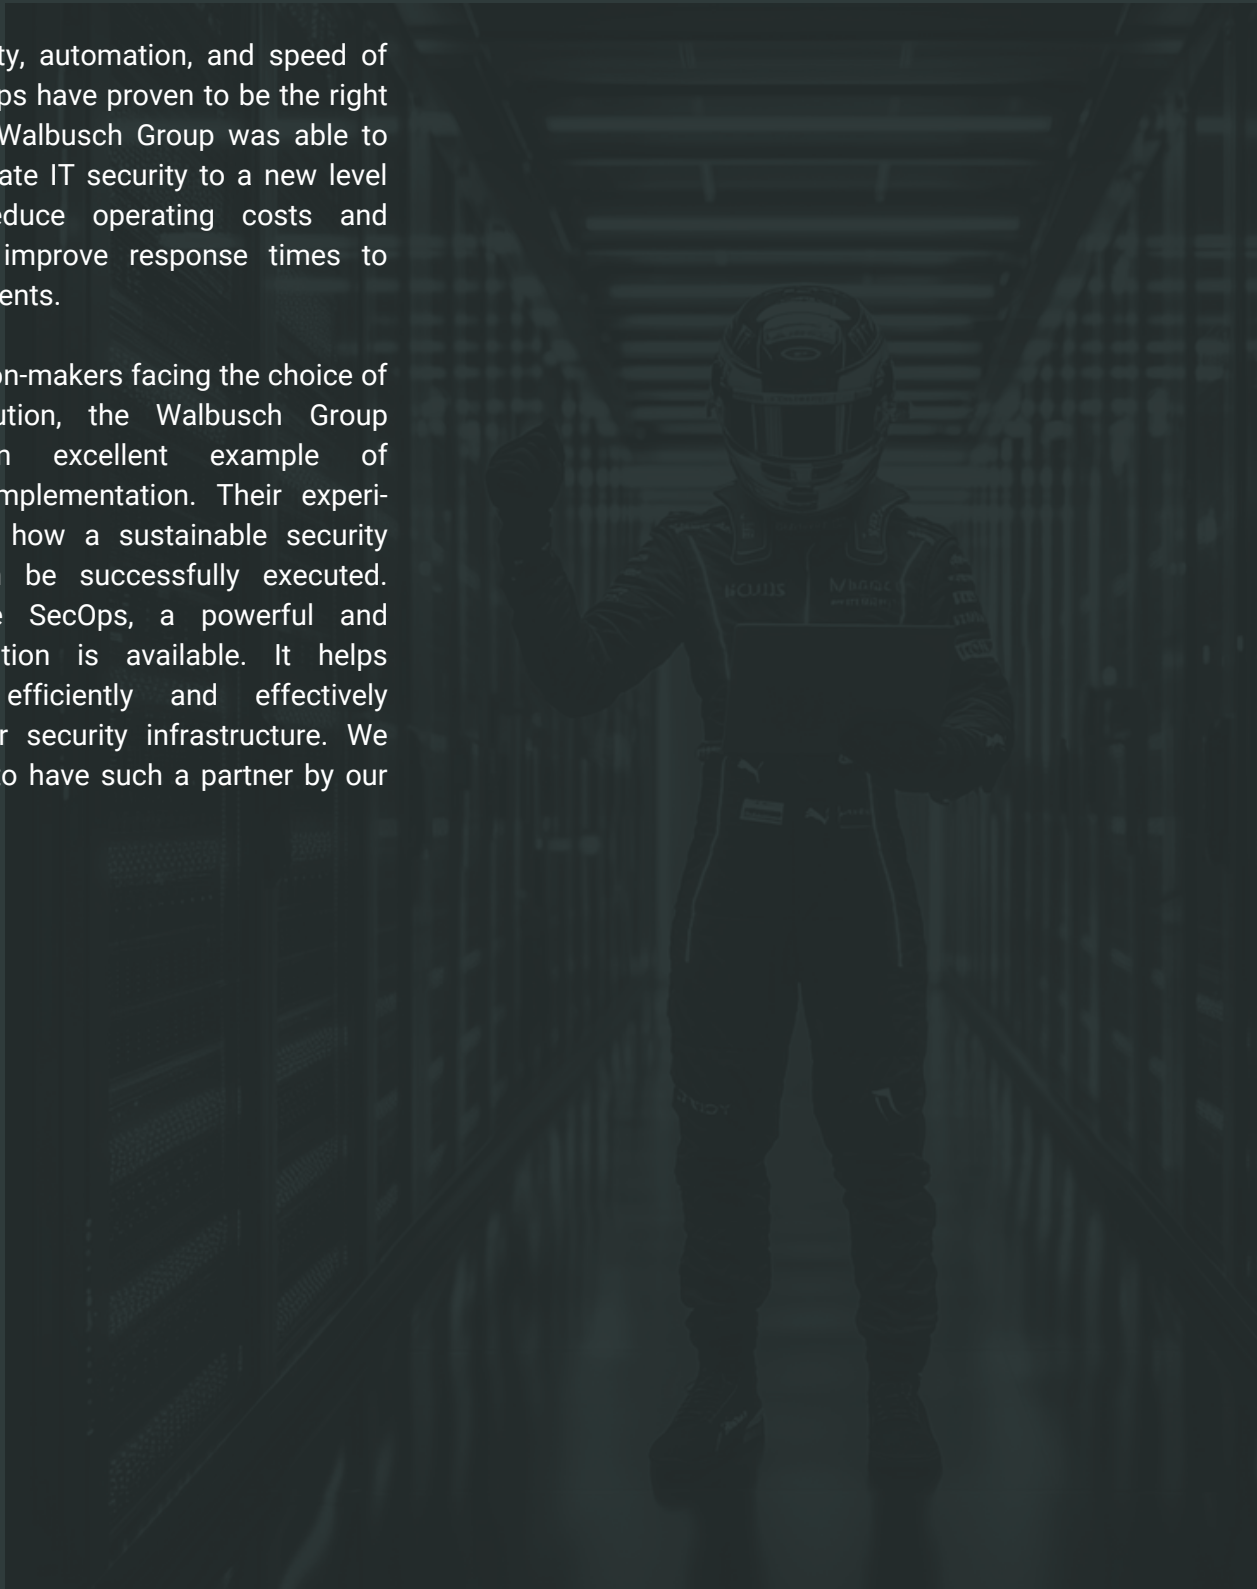 ty, automation, and speed of
ps have proven to be the right
Walbusch Group was able to
ate IT security to a new level
educe operating costs and
improve response times to
ents.
on-makers facing the choice of
ution, the Walbusch Group
n excellent example of
mplementation. Their experi-
how a sustainable security
be successfully executed.
e SecOps, a powerful and
tion is available. It helps
efficiently and effectively
r security infrastructure. We
to have such a partner by our